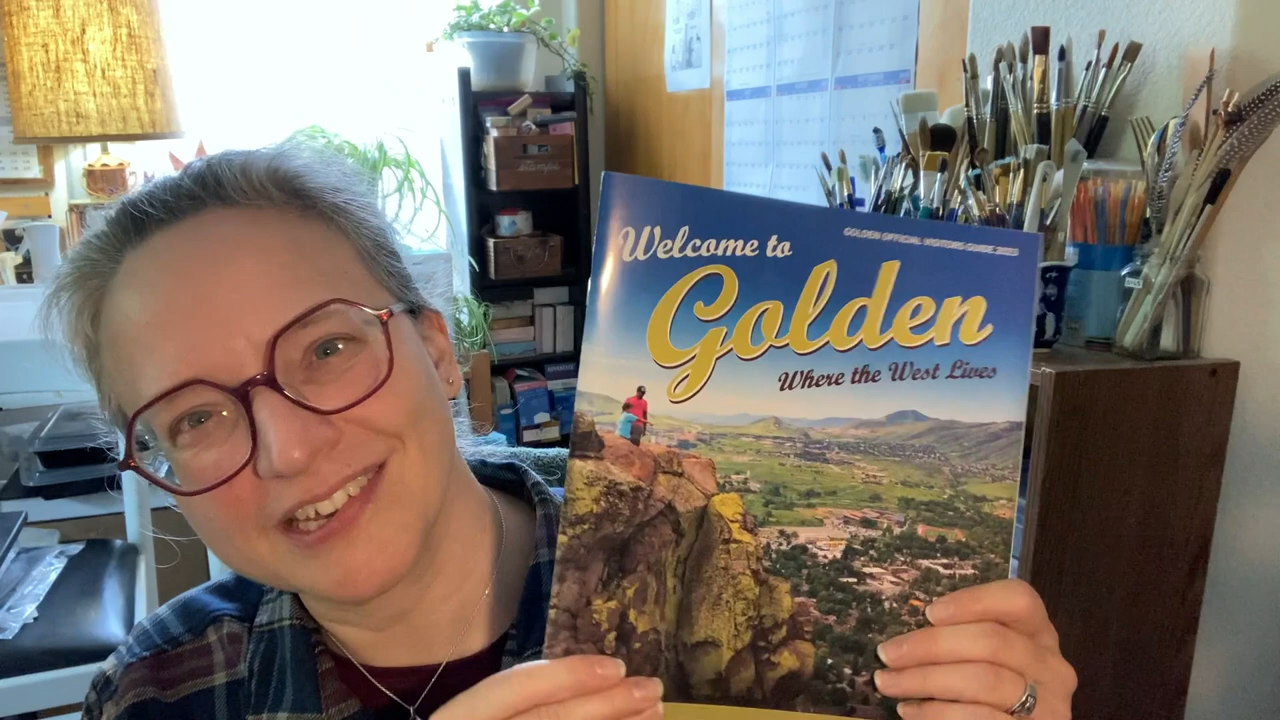 Welcome to
GOLDEN OFFICIAL VISITORS GUIDE 2023
Golden
Where the West Lives